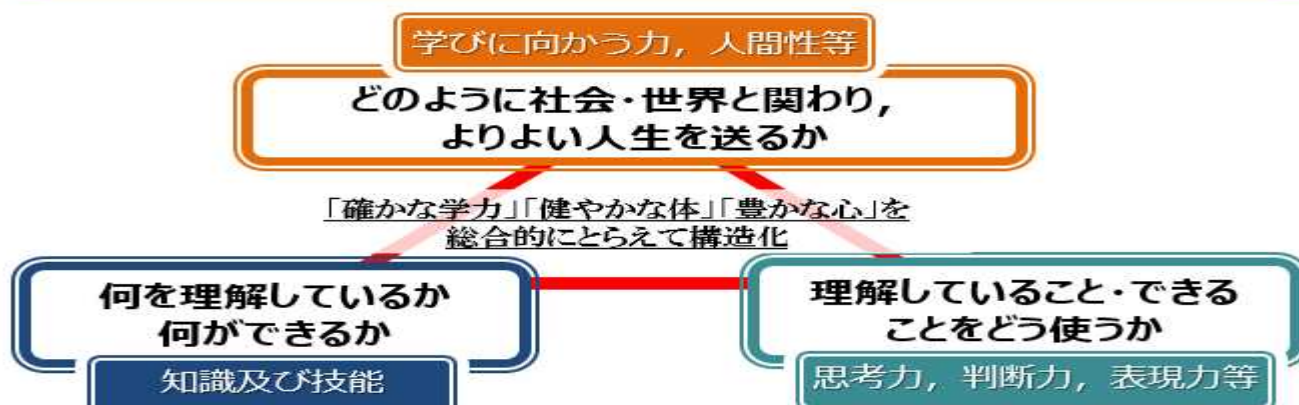 学びに向かう力，人間性等
どのように社会・世界と関わり，
よりよい人生を送るか
「確かな学力」「健やかな体」「豊かな心」を
総合的にとらえて構造化
何を理解しているか
何ができるか
知識及び技能
理解していること・できる
ことをどう使うか
思考力，判断力，表現力等